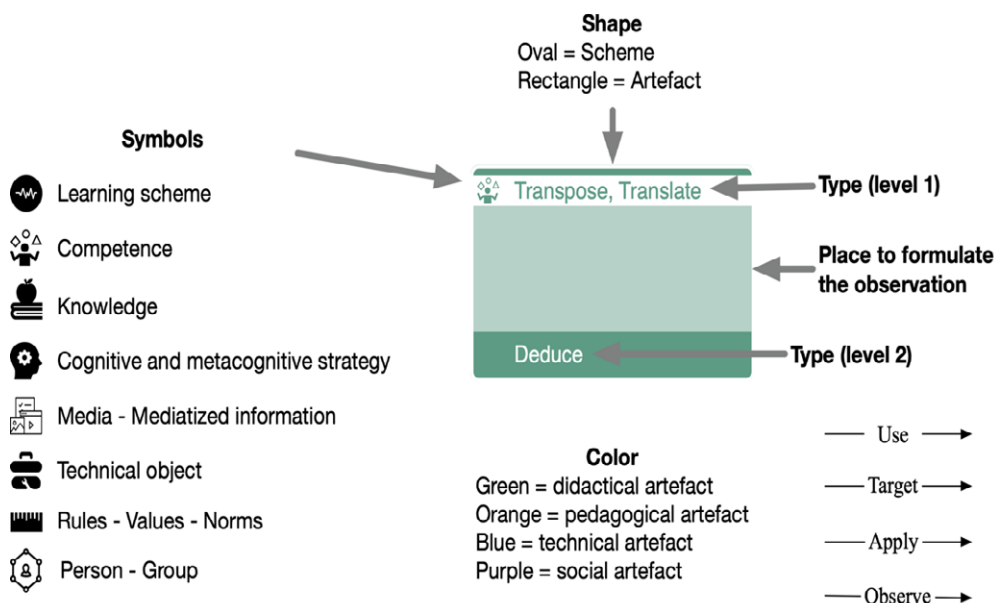 Shape
Oval = Scheme
Rectangle = Artefact
Symbols
Learning scheme
Competence
Knowledge
Cognitive and metacognitive strategy
Media - Mediatized information
Technical object
Rules - Values - Norms
Person - Group
Transpose, Translate
Deduce
Type (level 1)
Place to formulate
the observation
Type (level 2)
Color
Green = didactical artefact
Orange = pedagogical artefact
Blue = technical artefact
Purple = social artefact
Use
Target
Apply
Observe